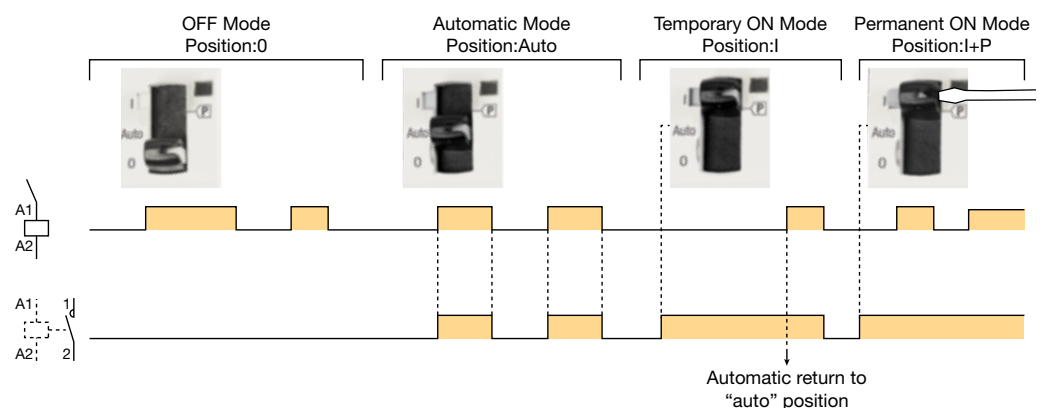 OFF Mode
Position:0
Automatic Mode
Position:Auto
Temporary ON Mode
Position:I
Permanent ON Mode
Position:I+P
I
P
Auto
0
I
P
Auto
0
I
P
Auto
0
I
P
Auto
0
A1
A2
A1 1
A2 2
Automatic return to
“auto” position